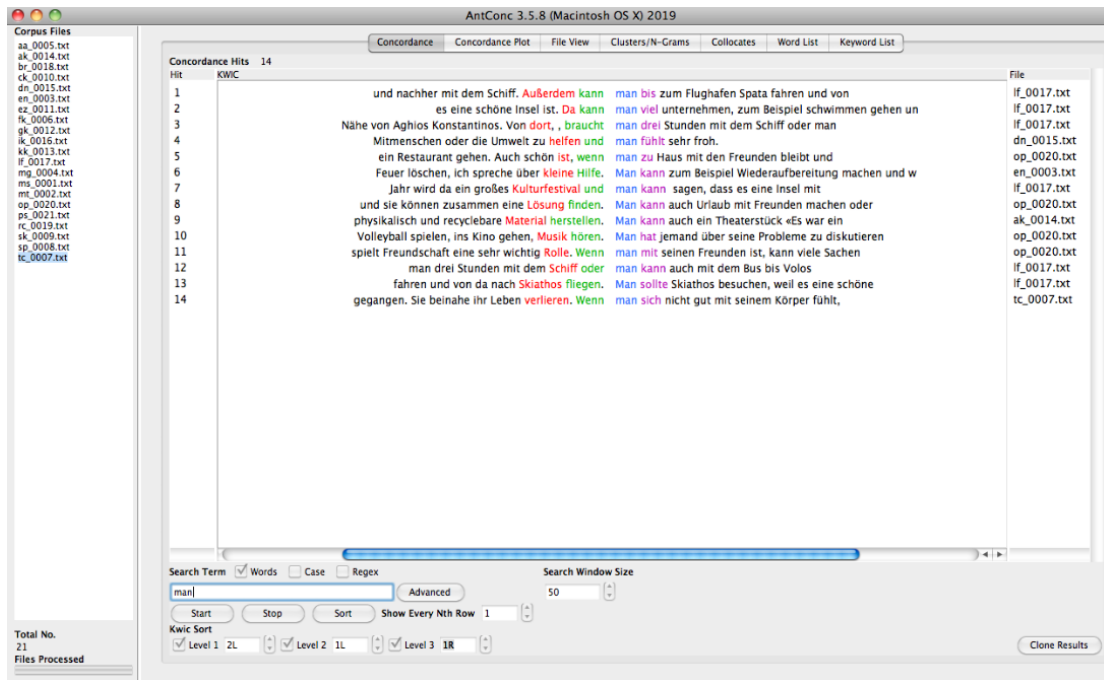 AntConc 3.5.8 (Macintosh OS X) 2019
Corpus Files
aa_0005.txt
ak_0014.txt
br_0018.txt
ck_0010.txt
dn_0015.txt
en_0003.txt
ez_0011.txt
fk_0006.txt
gk_0012.txt
ik_0016.txt
kk_0013.txt
lf_0017.txt
mg_0004.txt
ms_0001.txt
mt_0002.txt
op_0020.txt
ps_0021.txt
rc_0019.txt
sk_0009.txt
sp_0008.txt
tc_0007.txt
Total No.
21
Files Processed
Concordance Concordance Plot File View Clusters/N-Grams Collocates Word List Keyword List
Concordance Hits 14
Hit KWIC File
1 und nachher mit dem Schiff. Außerdem kann man bis zum Flughafen Spata fahren und von lf_0017.txt
2 es eine schöne Insel ist. Da kann man viel unternehmen, zum Beispiel schwimmen gehen un lf_0017.txt
3 Nähe von Aghios Konstantinos. Von dort, , braucht man drei Stunden mit dem Schiff oder man lf_0017.txt
4 Mitmenschen oder die Umwelt zu helfen und man fühlt sehr froh. dn_0015.txt
5 ein Restaurant gehen. Auch schön ist, wenn man zu Haus mit den Freunden bleibt und op_0020.txt
6 Feuer löschen, ich spreche über kleine Hilfe. Man kann zum Beispiel Wiederaufbereitung machen und w en_0003.txt
7 Jahr wird da ein großes Kulturfestival und man kann sagen, dass es eine Insel mit lf_0017.txt
8 und sie können zusammen eine Lösung finden. Man kann auch Urlaub mit Freunden machen oder op_0020.txt
9 physikalisch und recyclebare Material herstellen. Man kann auch ein Theaterstück «Es war ein ak_0014.txt
10 Volleyball spielen, ins Kino gehen, Musik hören. Man hat jemand über seine Probleme zu diskutieren op_0020.txt
11 spielt Freundschaft eine sehr wichtig Rolle. Wenn man mit seinen Freunden ist, kann viele Sachen op_0020.txt
12 man drei Stunden mit dem Schiff oder man kann auch mit dem Bus bis Volos lf_0017.txt
13 fahren und von da nach Skiathos fliegen. Man sollte Skiathos besuchen, weil es eine schöne lf_0017.txt
14 gegangen. Sie beinahe ihr Leben verlieren. Wenn man sich nicht gut mit seinem Körper fühlt, tc_0007.txt
Search Term Words Case Regex Search Window Size
man Advanced 50
Start Stop Sort Show Every Nth Row 1
Kwic Sort
Level 1 2L Level 2 1L Level 3 1R Clone Results